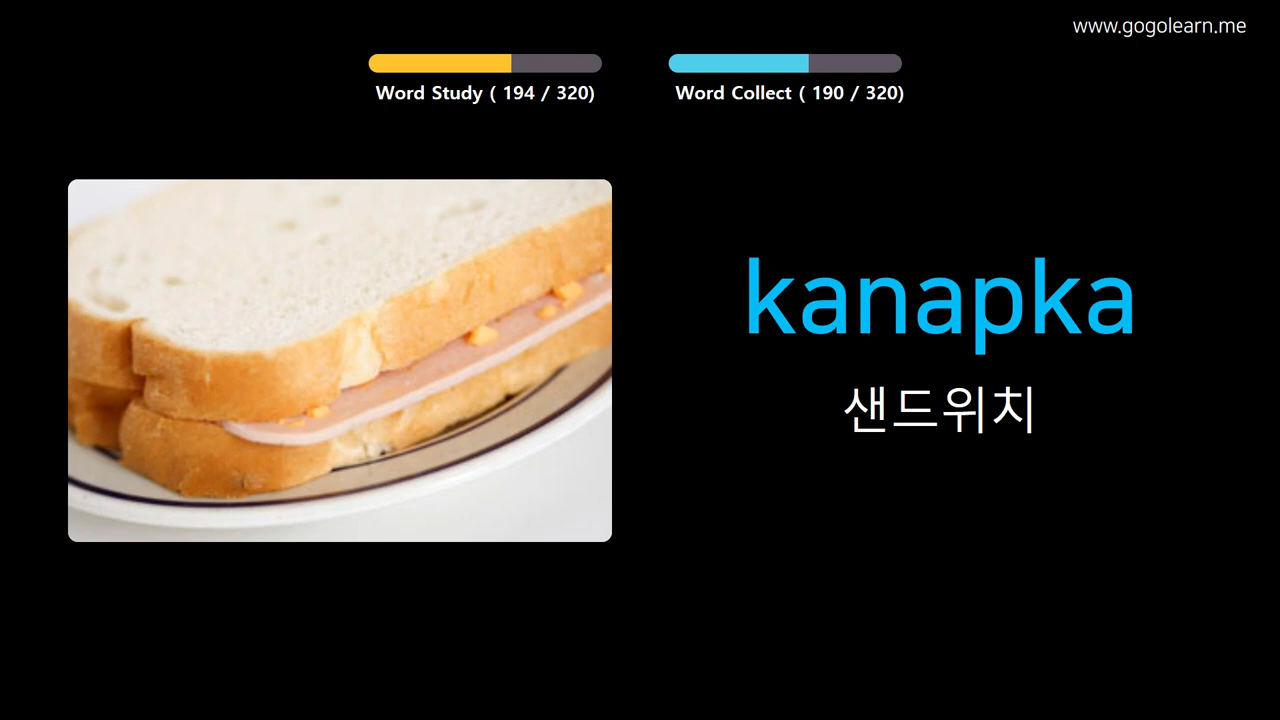 www.gogolearn.me
Word Study ( 194 / 320)
Word Collect ( 190 / 320)
kanapka
샌드위치